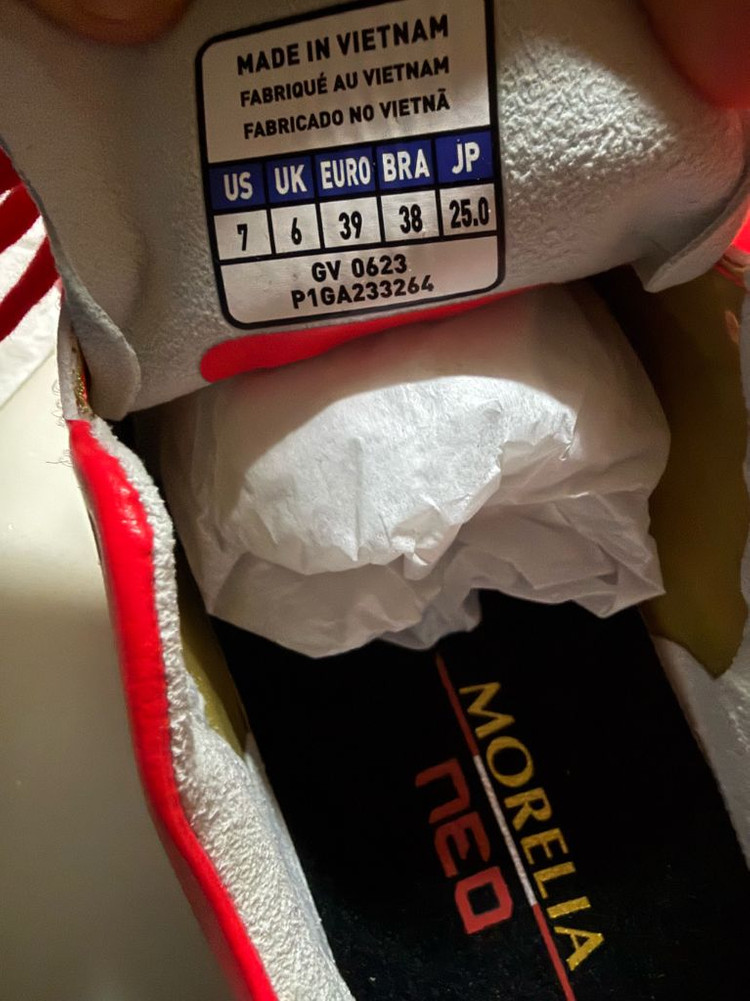 MADE IN VIETNAM
FABRIQUÉ AU VIETNAM
FABRICADO NO VIETNÃ
US UK EURO BRA JP
7 6 39 38 25.0
GV 0623
P1GA233264
MORELIA
neo